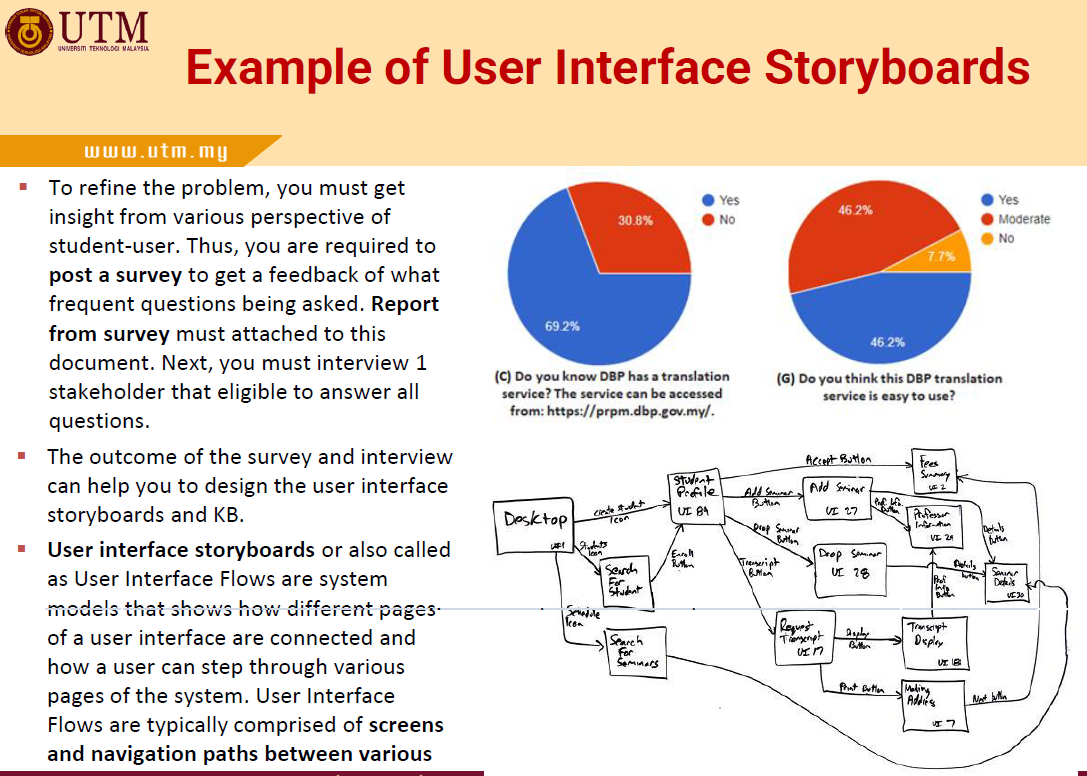 UTM
UNIVERSITI TEKNOLOGI MALAYSIA
Example of User Interface Storyboards
www.utm.my
To refine the problem, you must get
insight from various perspective of
student-user. Thus, you are required to
post a survey to get a feedback of what
frequent questions being asked. Report
from survey must attached to this
document. Next, you must interview 1
stakeholder that eligible to answer all
questions.
The outcome of the survey and interview
can help you to design the user interface
storyboards and KB.
User interface storyboards or also called
as User Interface Flows are system
models that shows how different pages
of a user interface are connected and
how a user can step through various
pages of the system. User Interface
Flows are typically comprised of screens
and navigation paths between various
30.8%
69.2%
Yes
No
(C) Do you know DBP has a translation
service? The service can be accessed
from: https://prpm.dbp.gov.my/.
46.2%
7.7%
46.2%
Yes
Moderate
No
(G) Do you think this DBP translation
service is easy to use?
Desktop
Create Student
Icon
Students
Icon
Schedule
Icon
Search
For
Student
Search
For
Seminars
Enroll
Button
Student
Profile
UI 89
Accept Button
Add Seminar
Button
Drop Seminar
Button
Transcript
Button
Fees
Summary
Add Seminar
UI 27
Prof. Info.
Button
Professor
Information
Details
Button
Drop Seminar
UI 28
Details
Button
Seminar
Details
Prof
Info
Button
Request
Transcript
UI 17
Display
Button
Transcript
Display
Print Button
Mailing
Address
UI 7
Next Button